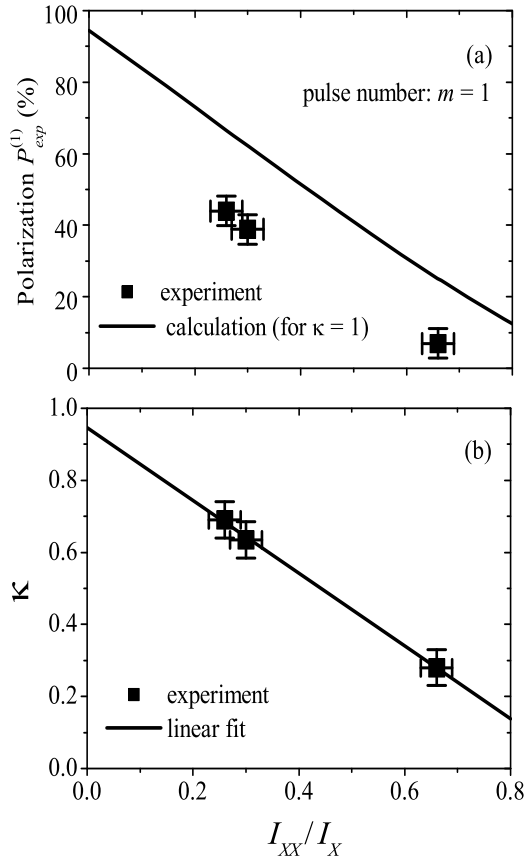 100
80
60
40
20
0
Polarization P_exp^(1) (%)
(a)
pulse number: m = 1
experiment
calculation (for κ = 1)
1.0
0.8
0.6
0.4
0.2
0.0
κ
(b)
experiment
linear fit
0.0 0.2 0.4 0.6 0.8
I_XX/I_X